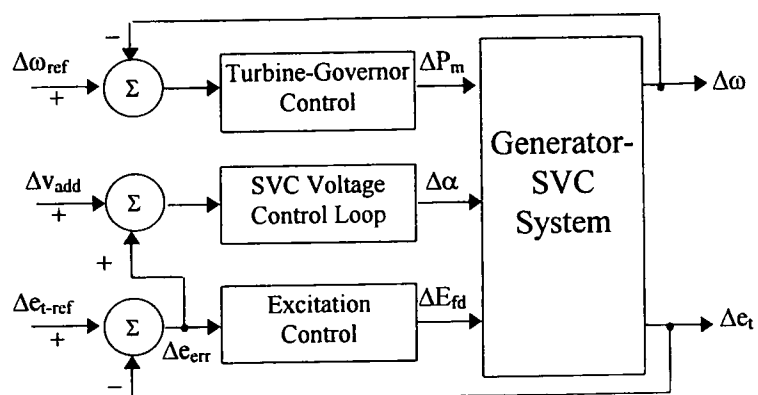 −
Δω_ref
+
Σ
Turbine-Governor
Control
ΔP_m
Δω
Generator-
SVC
System
Δv_add
+
Σ
SVC Voltage
Control Loop
Δα
+
Δe_t-ref
+
Σ
Δe_err
Excitation
Control
ΔE_fd
Δe_t
−